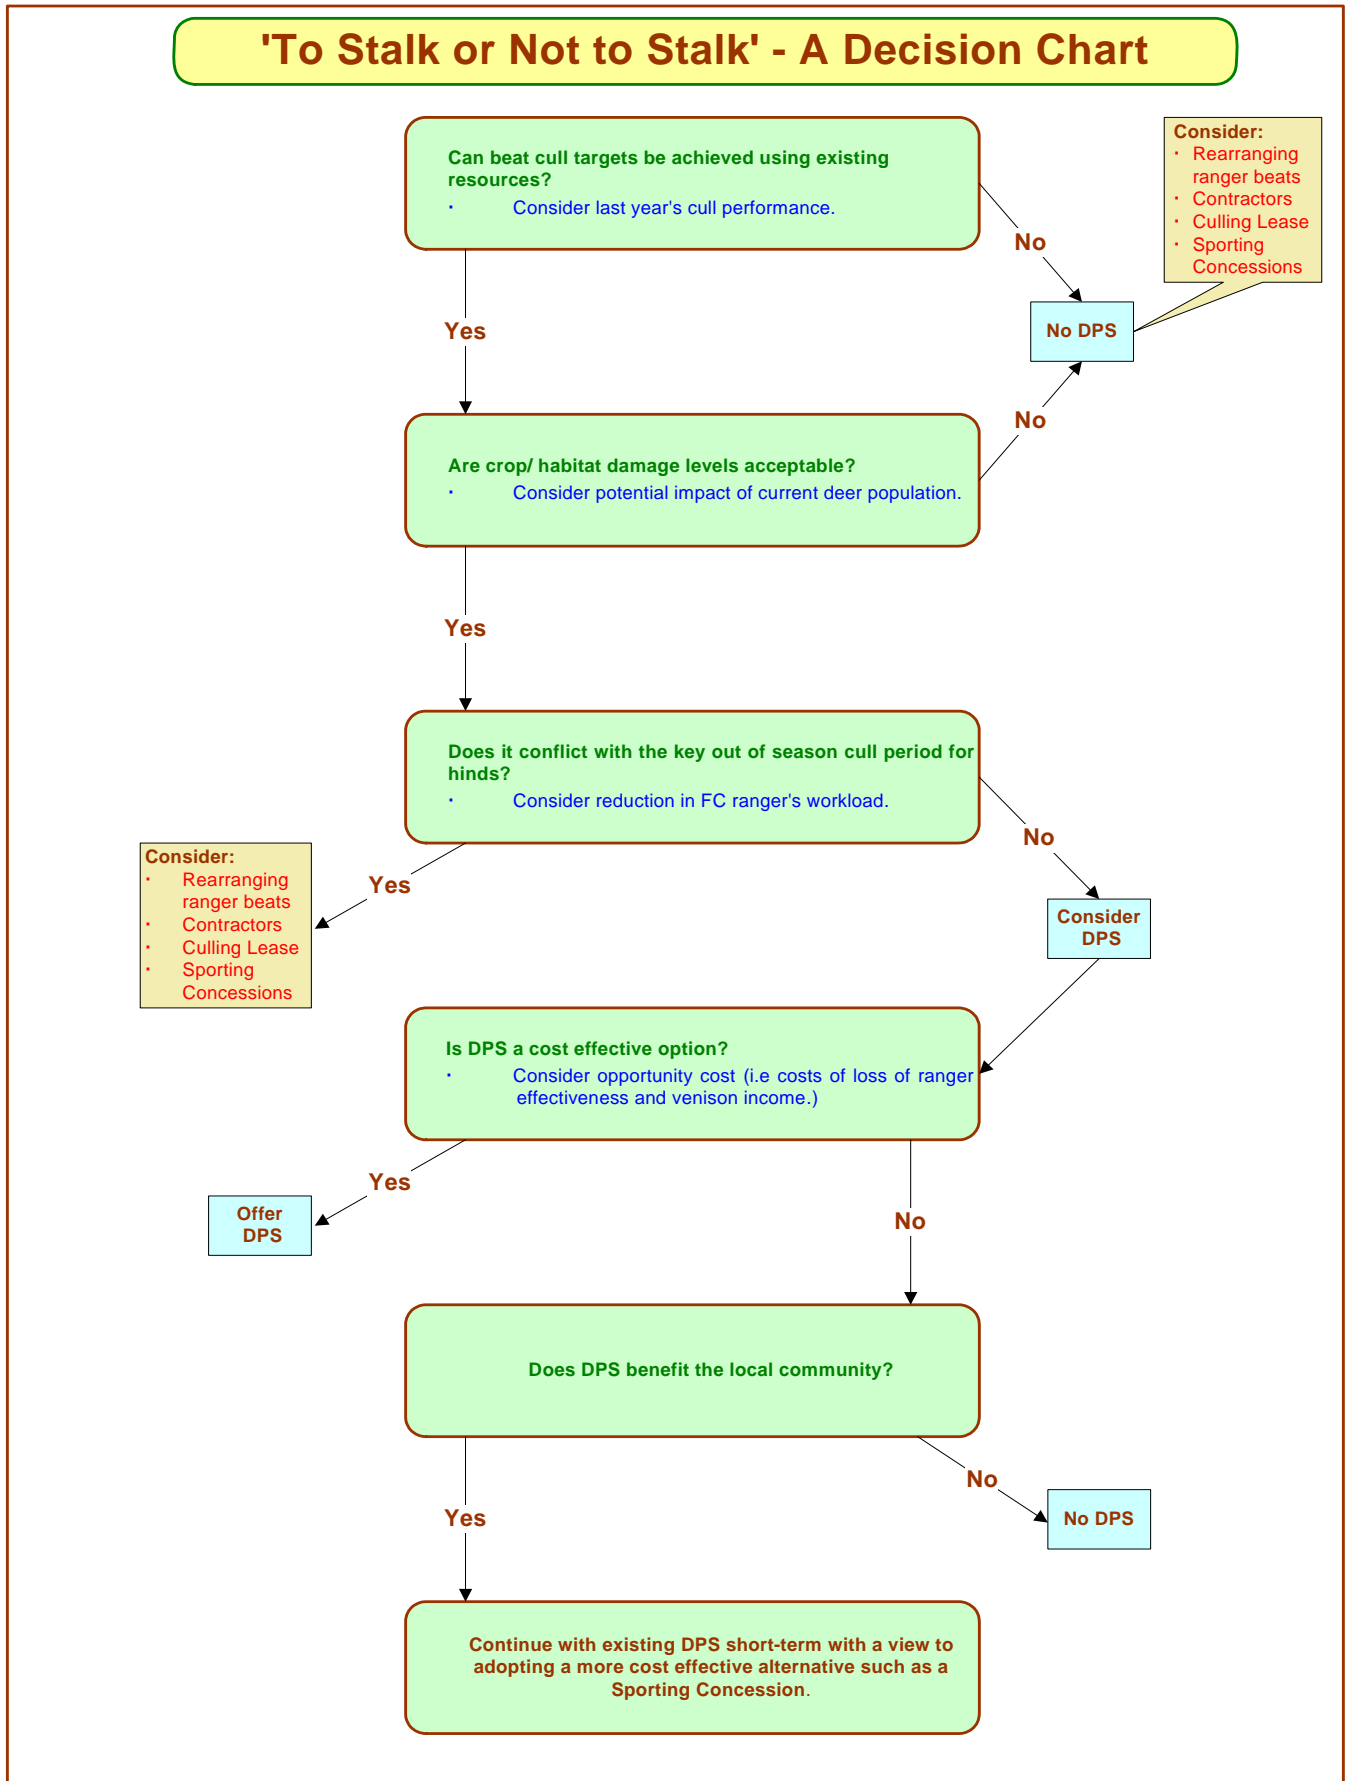 'To Stalk or Not to Stalk' - A Decision Chart
Can beat cull targets be achieved using existing
resources?
· Consider last year's cull performance.
Consider:
· Rearranging
ranger beats
· Contractors
· Culling Lease
· Sporting
Concessions
No
Yes
No DPS
No
Are crop/ habitat damage levels acceptable?
· Consider potential impact of current deer population.
Yes
Does it conflict with the key out of season cull period for
hinds?
· Consider reduction in FC ranger's workload.
No
Yes
Consider:
· Rearranging
ranger beats
· Contractors
· Culling Lease
· Sporting
Concessions
Consider
DPS
Is DPS a cost effective option?
· Consider opportunity cost (i.e costs of loss of ranger
effectiveness and venison income.)
Yes
Offer
DPS
No
Does DPS benefit the local community?
No
Yes
No DPS
Continue with existing DPS short-term with a view to
adopting a more cost effective alternative such as a
Sporting Concession.